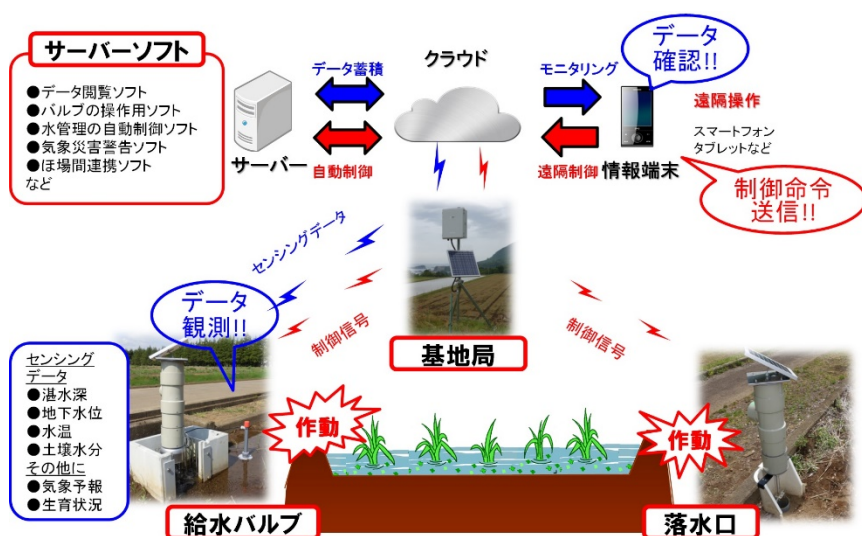 サーバーソフト
●データ閲覧ソフト
●バルブの操作用ソフト
●水管理の自動制御ソフト
●気象災害警告ソフト
●ほ場間連携ソフト
など
サーバー
データ蓄積
自動制御
クラウド
モニタリング
遠隔制御
データ
確認!!
情報端末
遠隔操作
スマートフォン
タブレットなど
制御命令
送信!!
センシングデータ
制御信号
基地局
制御信号
データ
観測!!
センシング
データ
●湛水深
●地下水位
●水温
●土壌水分
その他に
●気象予報
●生育状況
作動
作動
給水バルブ
落水口